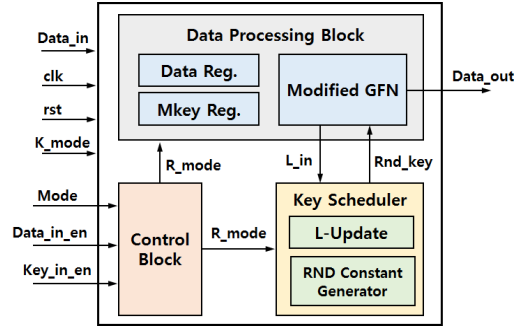 Data_in
clk
rst
K_mode
Mode
Data_in_en
Key_in_en
Data Processing Block
Data Reg.
Mkey Reg.
Modified GFN
Data_out
R_mode
L_in
Rnd_key
Control
Block
R_mode
Key Scheduler
L-Update
RND Constant
Generator